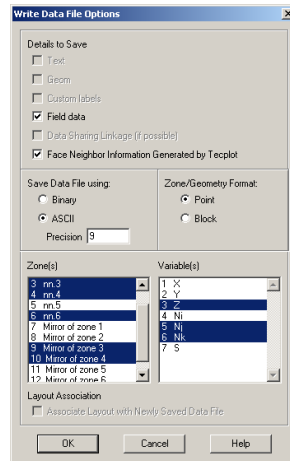 Write Data File Options
Details to Save
Text
Geom
Custom labels
Field data
Data Sharing Linkage (if possible)
Face Neighbor Information Generated by Tecplot
Save Data File using:
Binary
ASCII
Precision 9
Zone/Geometry Format:
Point
Block
Zone(s)
3 nn.3
4 nn.4
5 nn.5
6 nn.6
7 Mirror of zone 1
8 Mirror of zone 2
9 Mirror of zone 3
10 Mirror of zone 4
11 Mirror of zone 5
12 Mirror of zone 6
Variable(s)
1 X
2 Y
3 Z
4 Ni
5 Nj
6 Nk
7 S
Layout Association
Associate Layout with Newly Saved Data File
OK
Cancel
Help